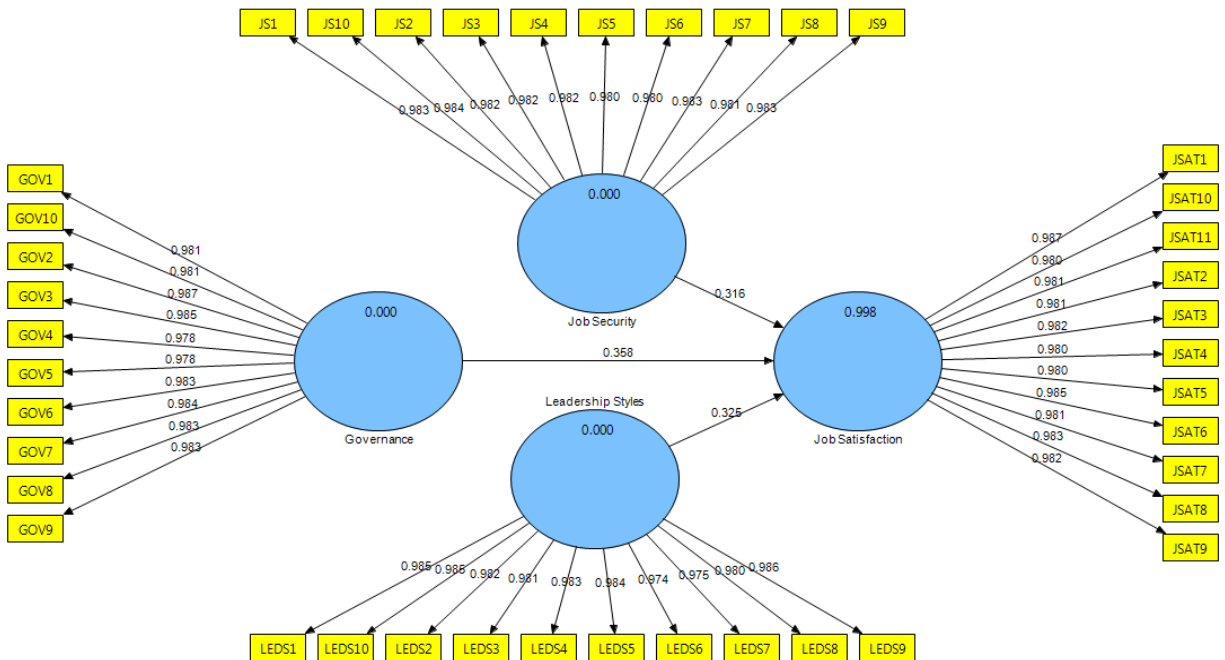 JS1 JS10 JS2 JS3 JS4 JS5 JS6 JS7 JS8 JS9
0.983 0.984 0.982 0.982 0.982 0.980 0.980 0.983 0.981 0.983
0.000
Job Security
GOV1
GOV10
GOV2
GOV3
GOV4
GOV5
GOV6
GOV7
GOV8
GOV9
0.981
0.981
0.987
0.985
0.978
0.978
0.983
0.984
0.983
0.983
0.000
Governance
0.316
0.358
0.325
0.998
Job Satisfaction
0.987
0.980
0.981
0.981
0.982
0.980
0.980
0.985
0.981
0.983
0.982
JSAT1
JSAT10
JSAT11
JSAT2
JSAT3
JSAT4
JSAT5
JSAT6
JSAT7
JSAT8
JSAT9
Leadership Styles
0.000
0.985 0.985 0.982 0.981 0.983 0.984 0.974 0.975 0.980 0.986
LEDS1 LEDS10 LEDS2 LEDS3 LEDS4 LEDS5 LEDS6 LEDS7 LEDS8 LEDS9